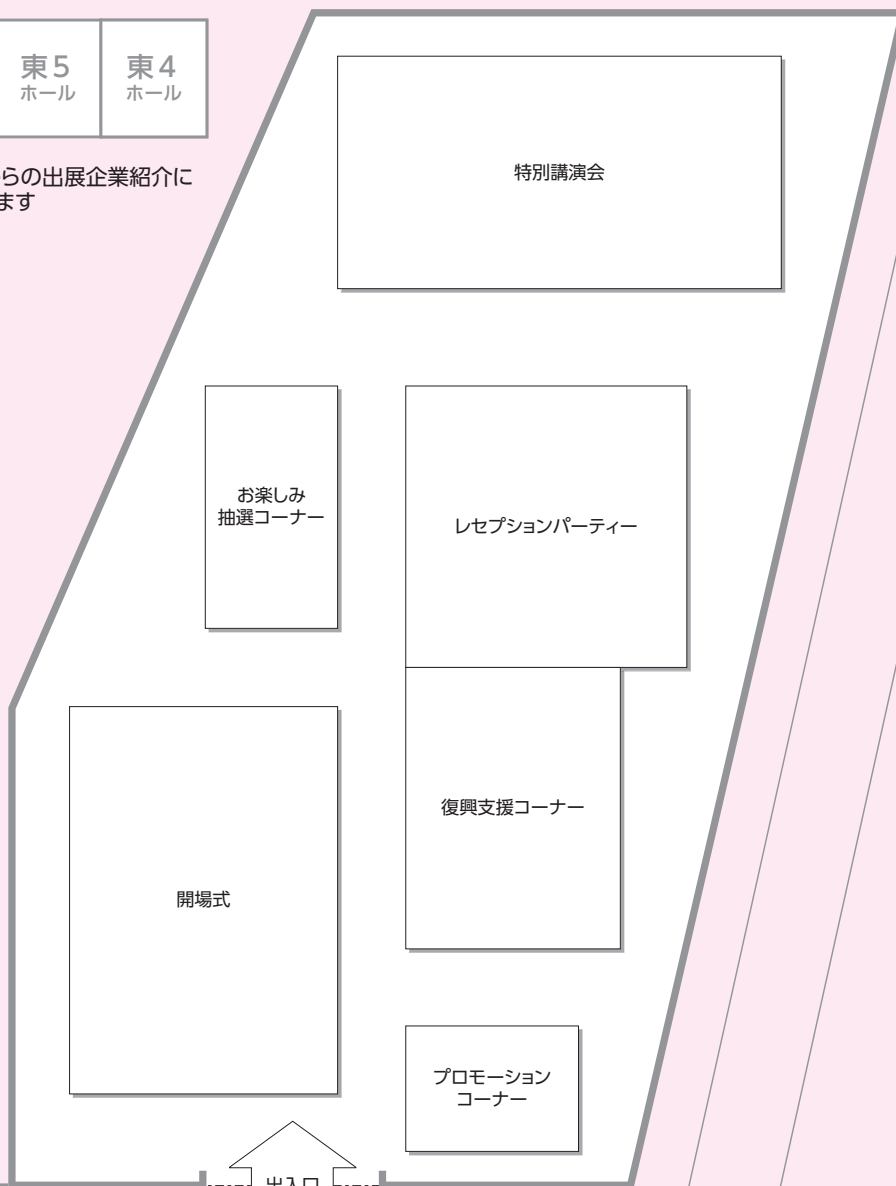 東5
ホール
東4
ホール
らの出展企業紹介に
ます
特別講演会
お楽しみ
抽選コーナー
レセプションパーティー
復興支援コーナー
開場式
プロモーション
コーナー
出入口